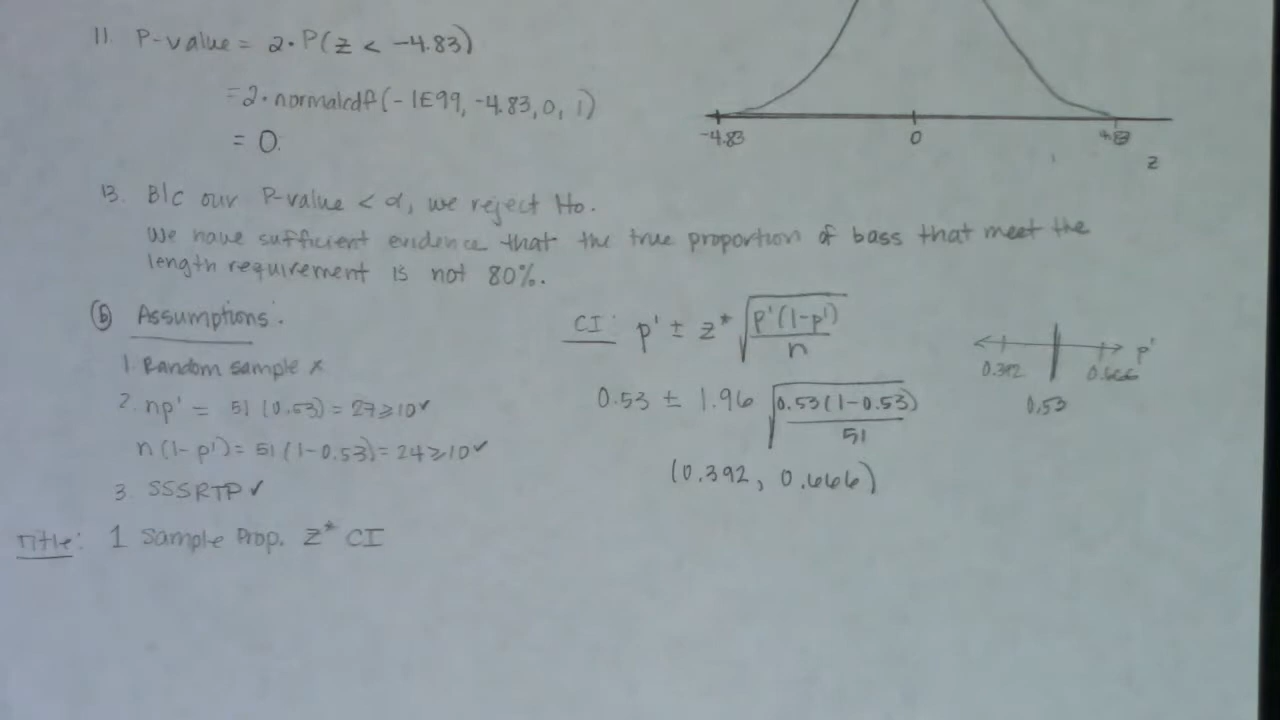 11. P-value = 2·P(z < -4.83)
= 2·normalcdf(-1E99, -4.83, 0, 1)
= 0.
-4.83 0 z
13. B/c our P-value < α, we reject Ho.
We have sufficient evidence that the true proportion of bass that meet the
length requirement is not 80%.
(b) Assumptions:
1. Random sample x
2. np' = 51(0.53) = 27 ≥ 10 ✓
n(1-p') = 51(1-0.53) = 24 ≥ 10 ✓
3. SSSRTP ✓
Title: 1 Sample Prop. z* CI
CI: p' ± z* √(p'(1-p')/n)
0.53 ± 1.96 √(0.53(1-0.53)/51)
(0.392, 0.666)
p'
0.392 0.666
0.53